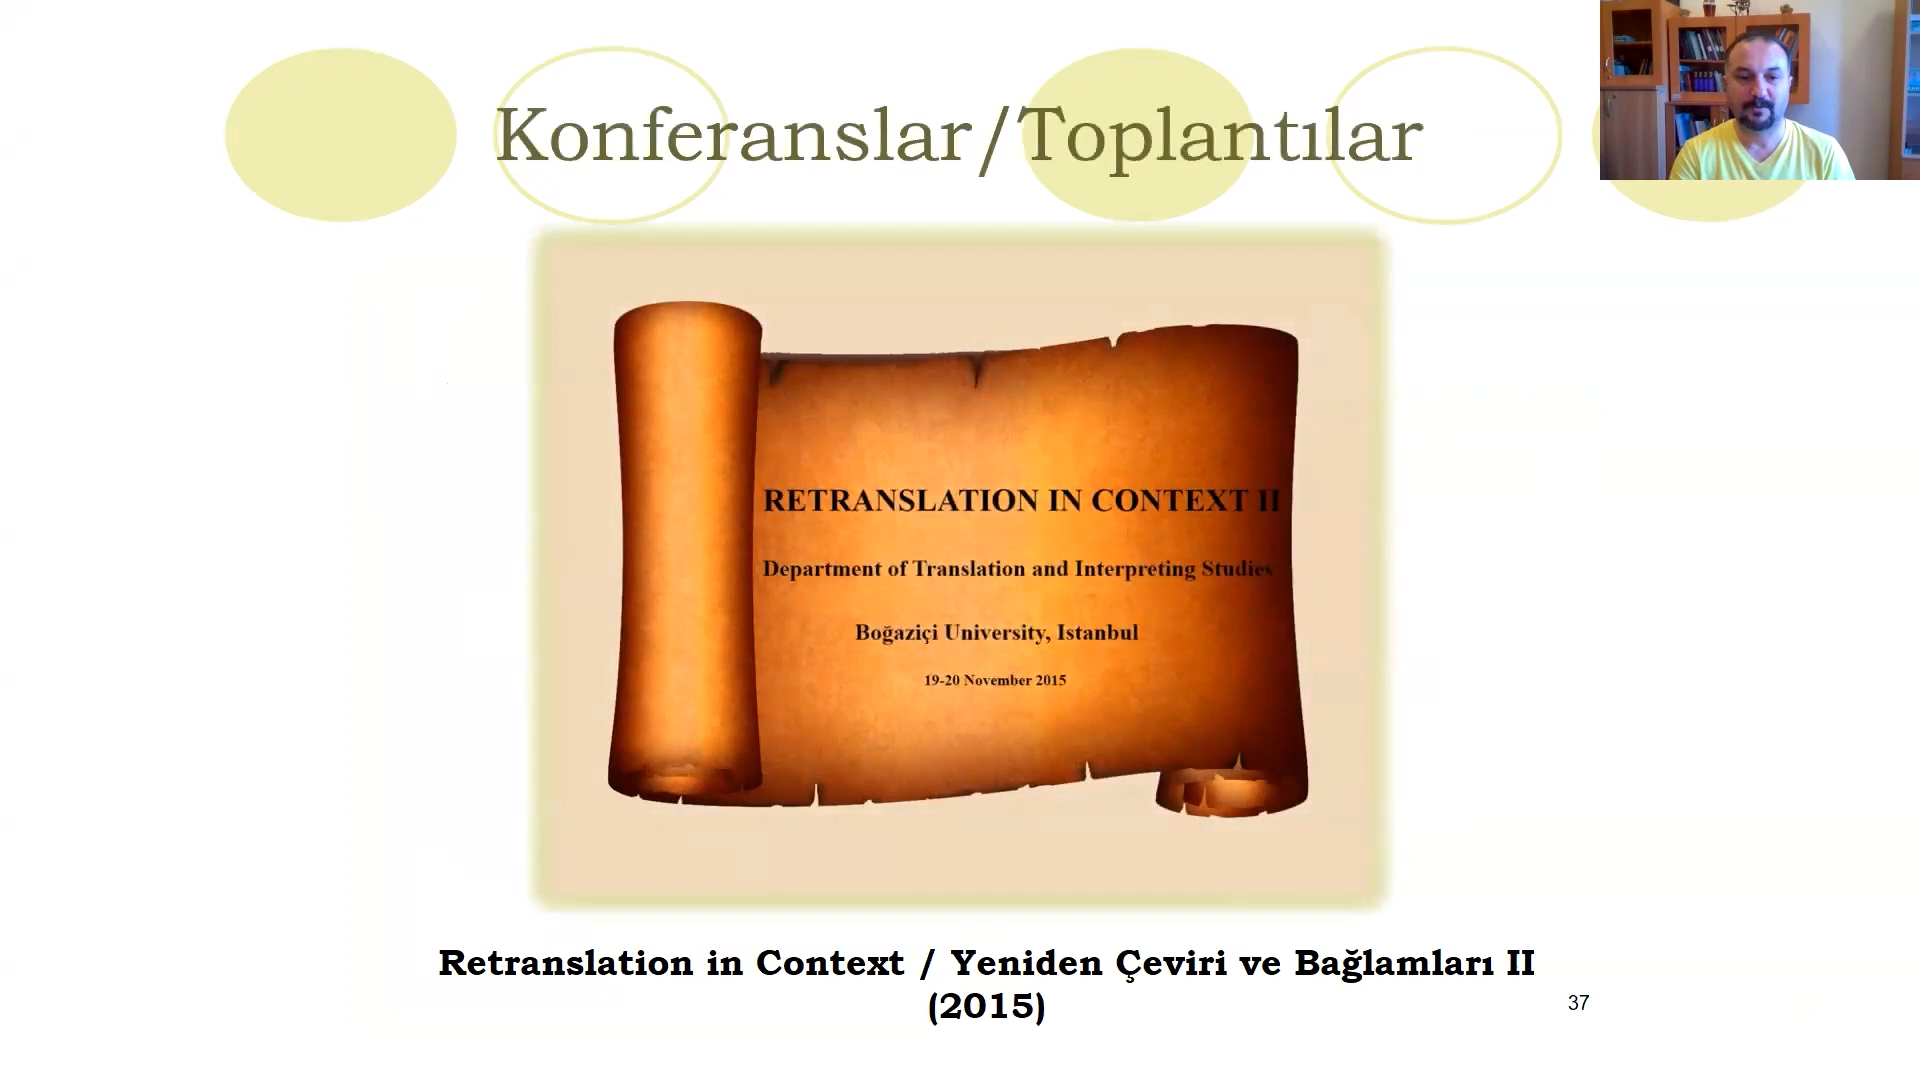 Konferanslar/Toplantılar
RETRANSLATION IN CONTEXT II
Department of Translation and Interpreting Studies
Boğaziçi University, Istanbul
19-20 November 2015
Retranslation in Context / Yeniden Çeviri ve Bağlamları II
(2015)
37